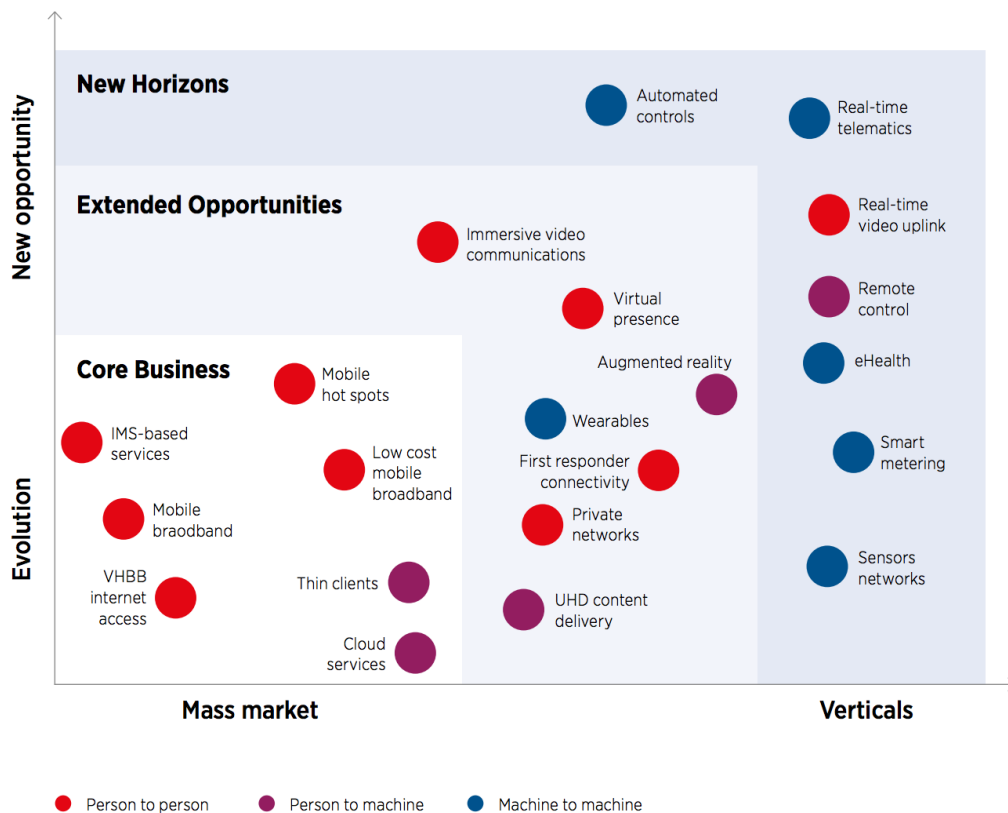 New Horizons
Automated
controls
Real-time
telematics
New opportunity
Extended Opportunities
Real-time
video uplink
Immersive video
communications
Remote
control
Virtual
presence
Core Business
Augmented reality
eHealth
Mobile
hot spots
Wearables
IMS-based
services
Low cost
mobile
broadband
First responder
connectivity
Smart
metering
Evolution
Mobile
braodband
Private
networks
VHBB
internet
access
Thin clients
UHD content
delivery
Sensors
networks
Cloud
services
Mass market
Verticals
Person to person
Person to machine
Machine to machine